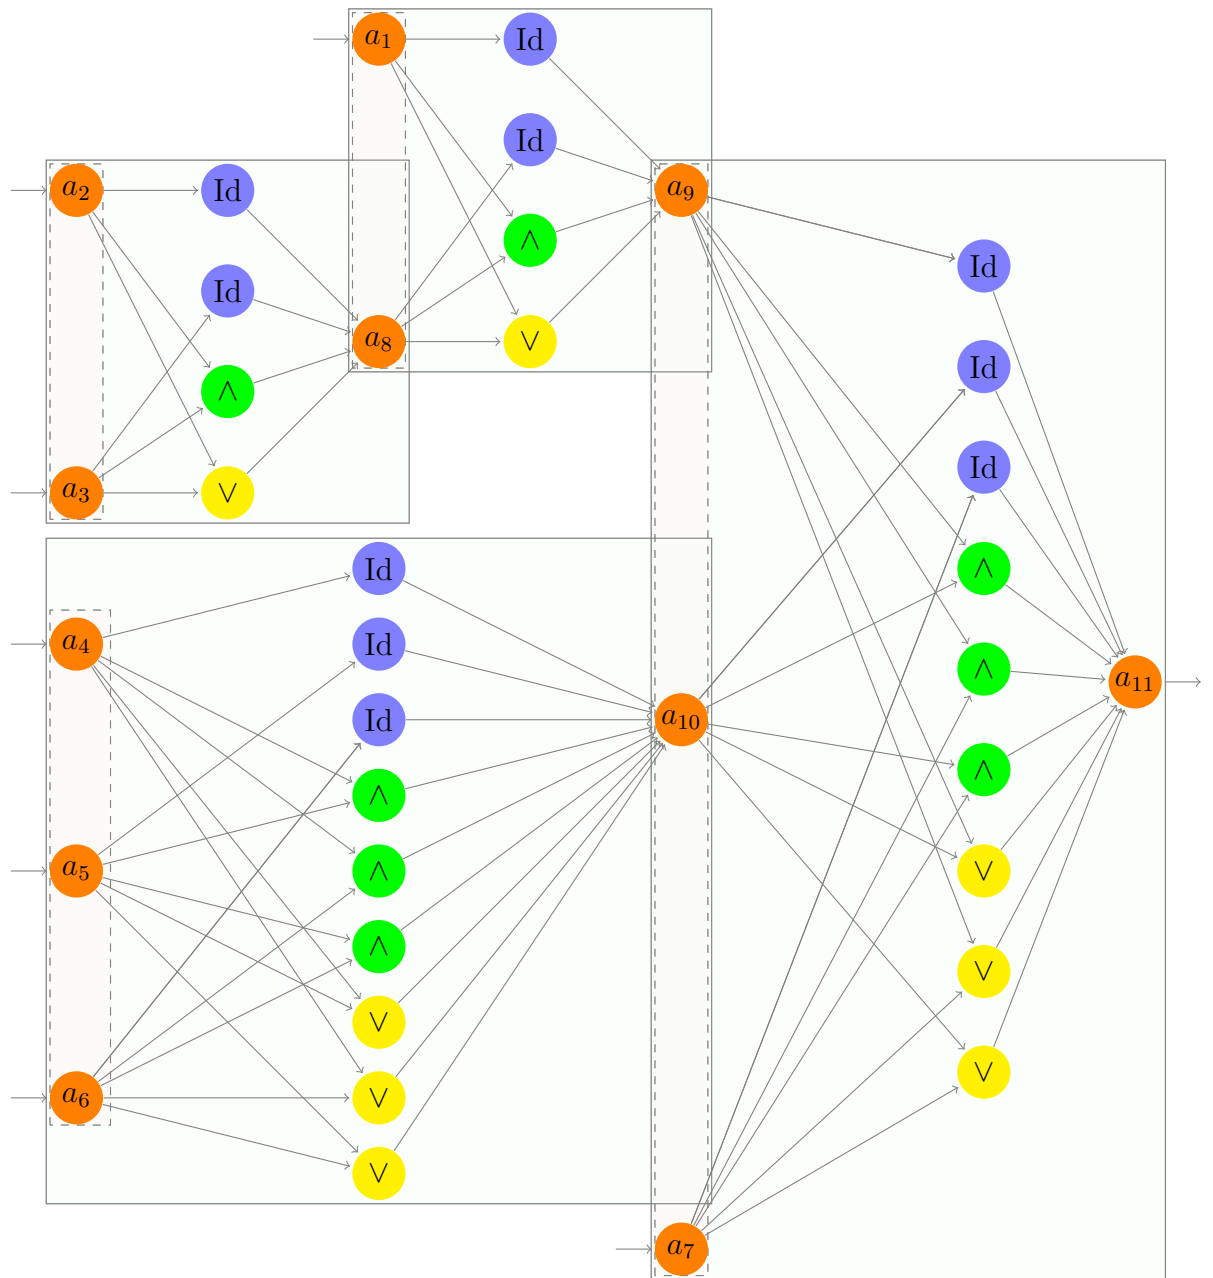 a₁ Id
Id
a₂ Id a₉
∧ Id
Id
a₈ ∨ Id
∧
Id
a₃ ∨
Id ∧
a₄ Id
∧
a₁₁
Id a₁₀
∧ ∧
a₅ ∧ ∨
∧
∨ ∨
∨
a₆ ∨
∨
a₇